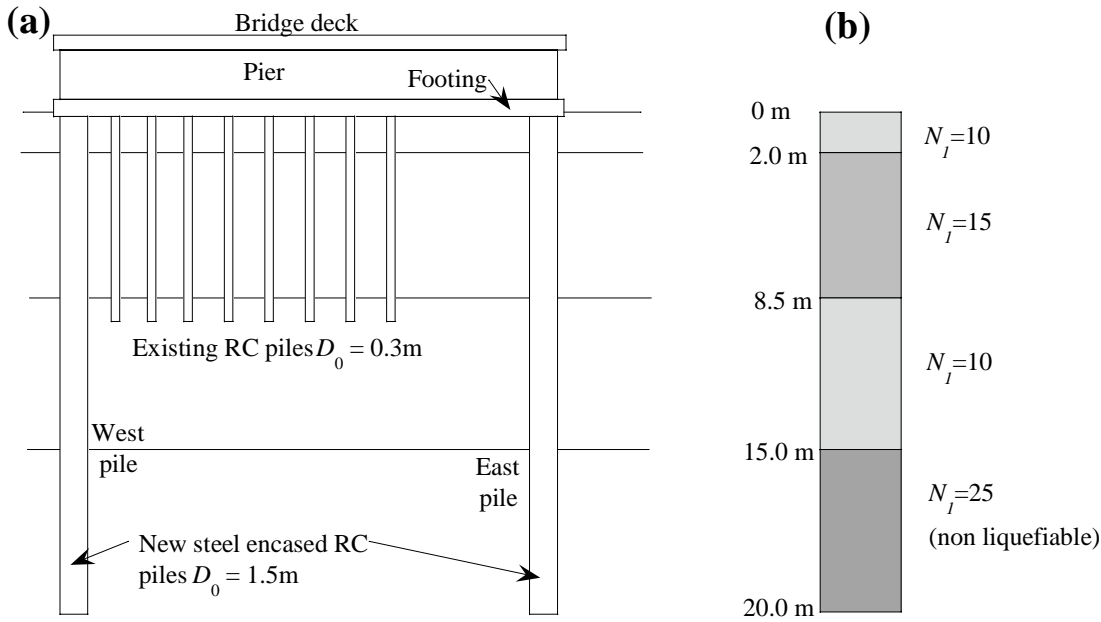 (a)
Bridge deck
Pier
Footing
Existing RC piles D0 = 0.3m
West
pile
East
pile
New steel encased RC
piles D0 = 1.5m
(b)
0 m
N1=10
2.0 m
N1=15
8.5 m
N1=10
15.0 m
N1=25
(non liquefiable)
20.0 m